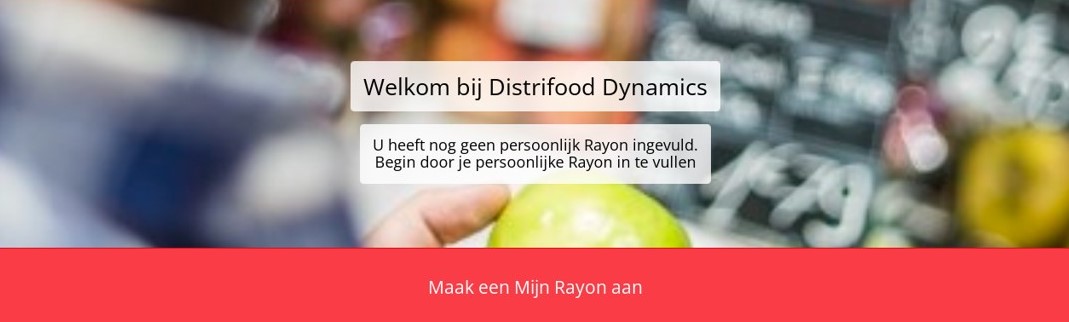 Welkom bij Distrifood Dynamics
U heeft nog geen persoonlijk Rayon ingevuld.
Begin door je persoonlijke Rayon in te vullen
Maak een Mijn Rayon aan